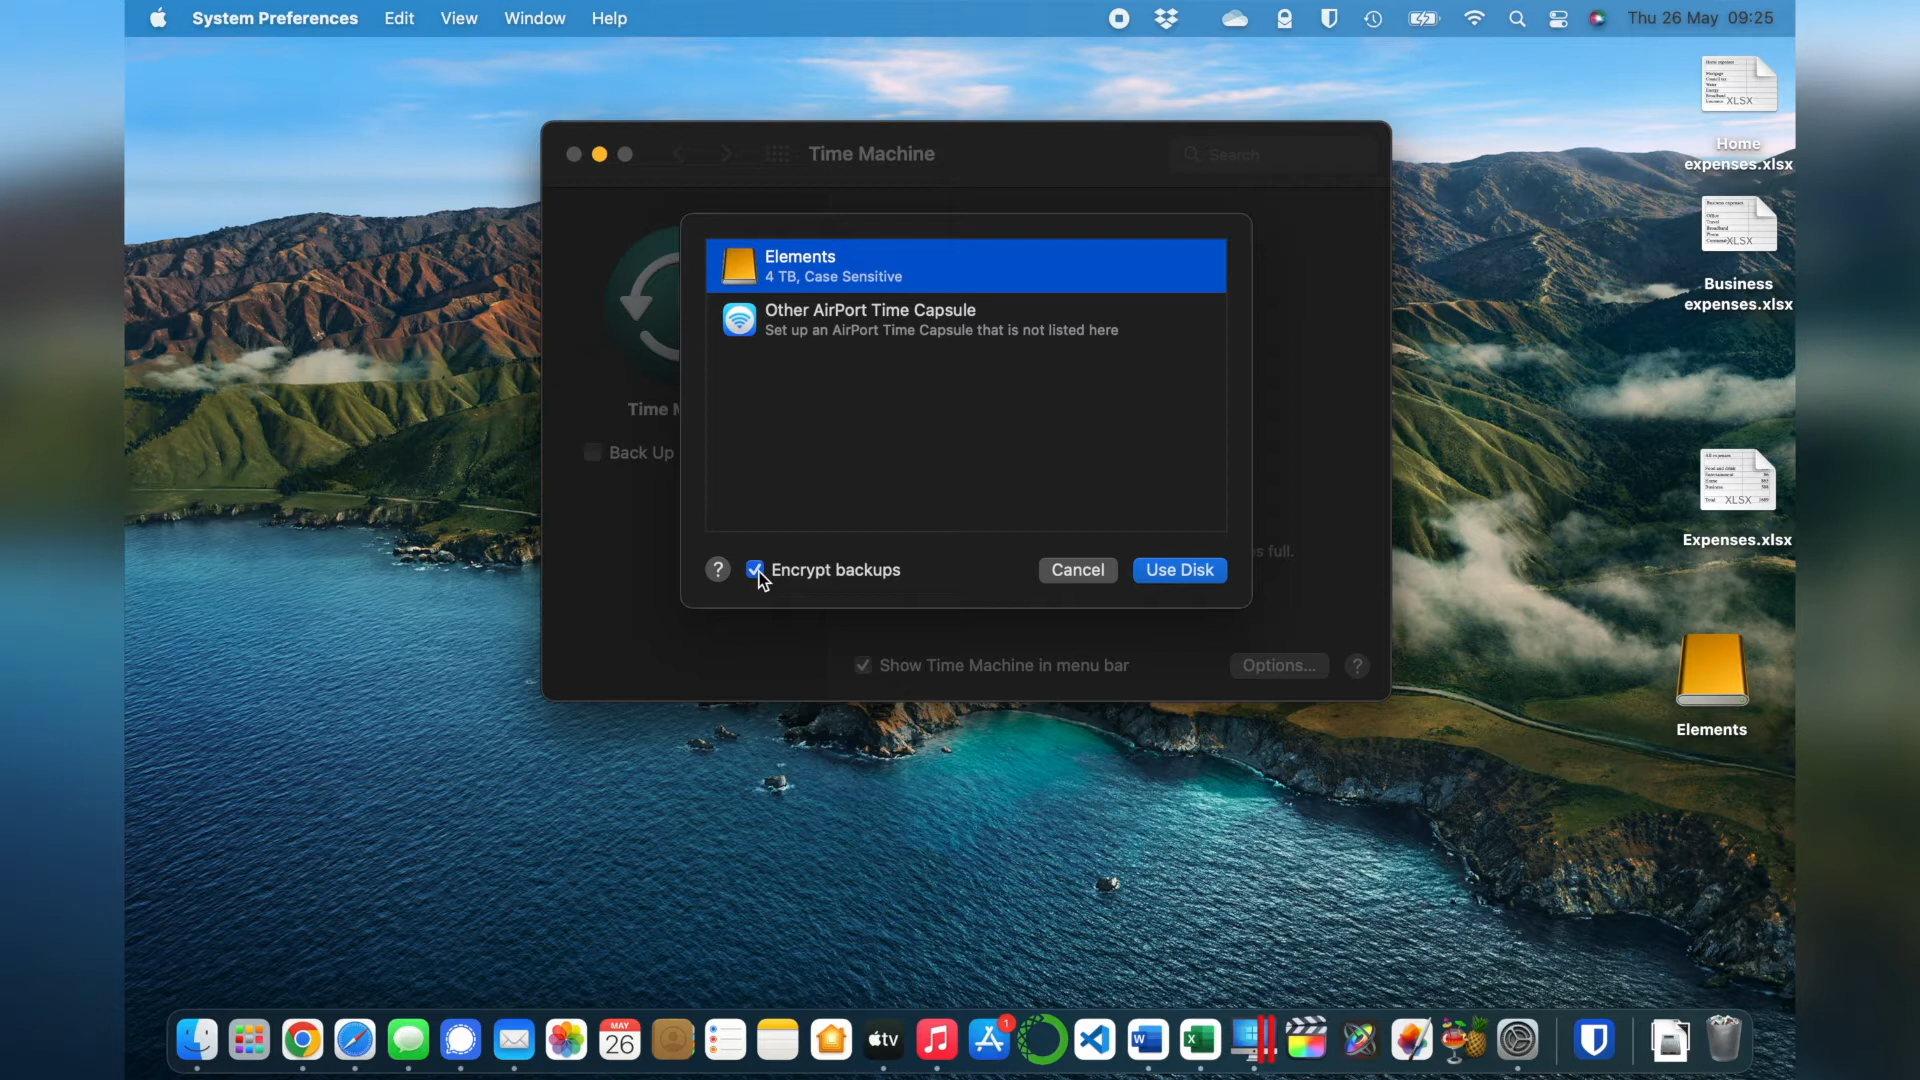 System Preferences Edit View Window Help
Thu 26 May 09:25
Time Machine
Search
Elements
4 TB, Case Sensitive
Other AirPort Time Capsule
Set up an AirPort Time Capsule that is not listed here
Time M
Back Up
s full.
? Encrypt backups
Cancel
Use Disk
Show Time Machine in menu bar
Options...
?
XLSX
Home
expenses.xlsx
XLSX
Business
expenses.xlsx
XLSX
Expenses.xlsx
Elements
MAY
26
tv
1
W
X